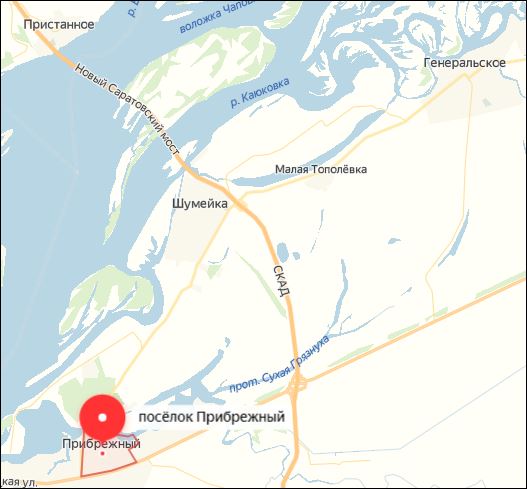 Пристанное
воложка Чапо
Генеральское
Новый Саратовский мост
р. Каюковка
Малая Тополёвка
Шумейка
СКАД
прот. Сухая Грязнуха
посёлок Прибрежный
Прибрежный
кая ул.